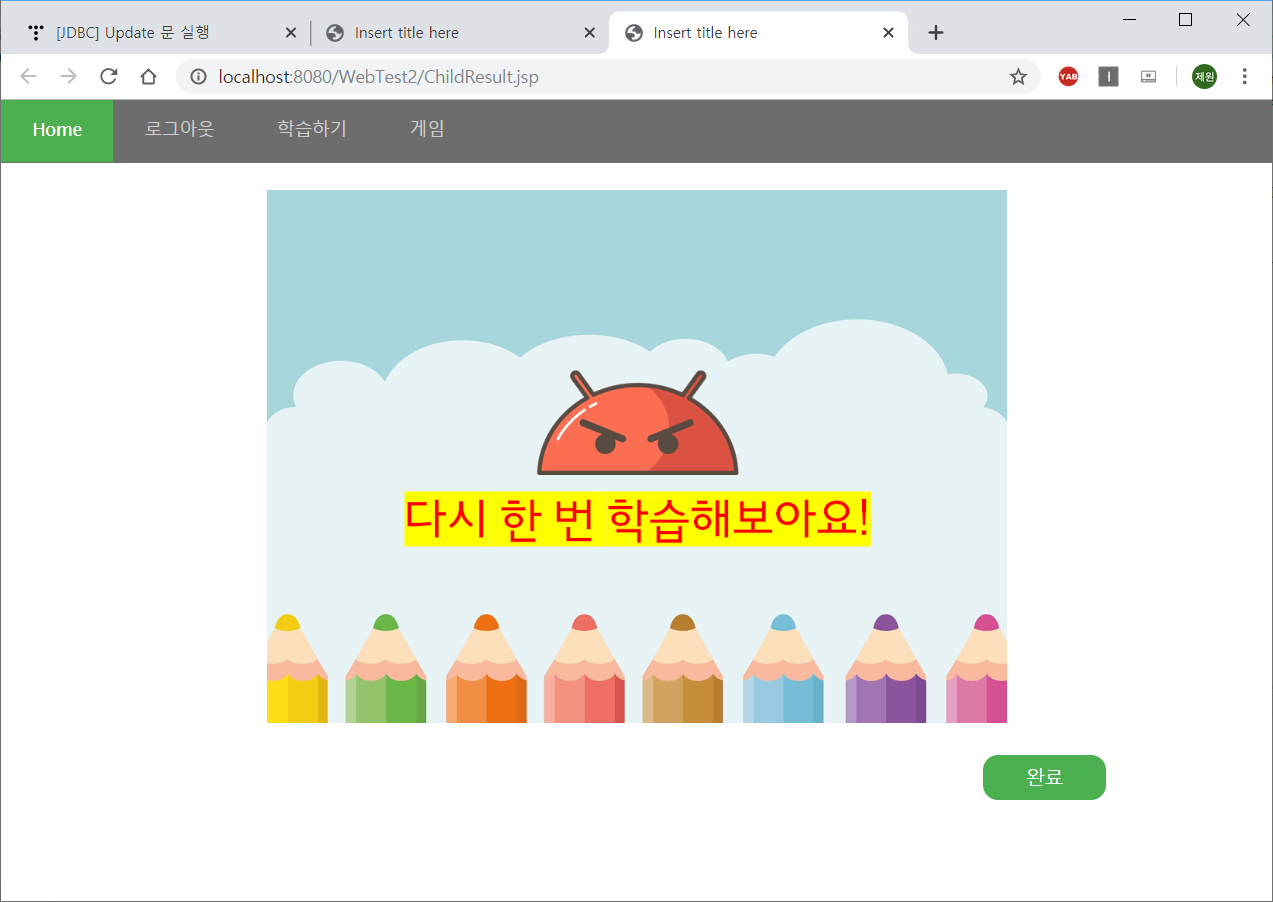 [JDBC] Update 문 실행
Insert title here
Insert title here
localhost:8080/WebTest2/ChildResult.jsp
YAB
제원
Home
로그아웃
학습하기
게임
다시 한 번 학습해보아요!
완료